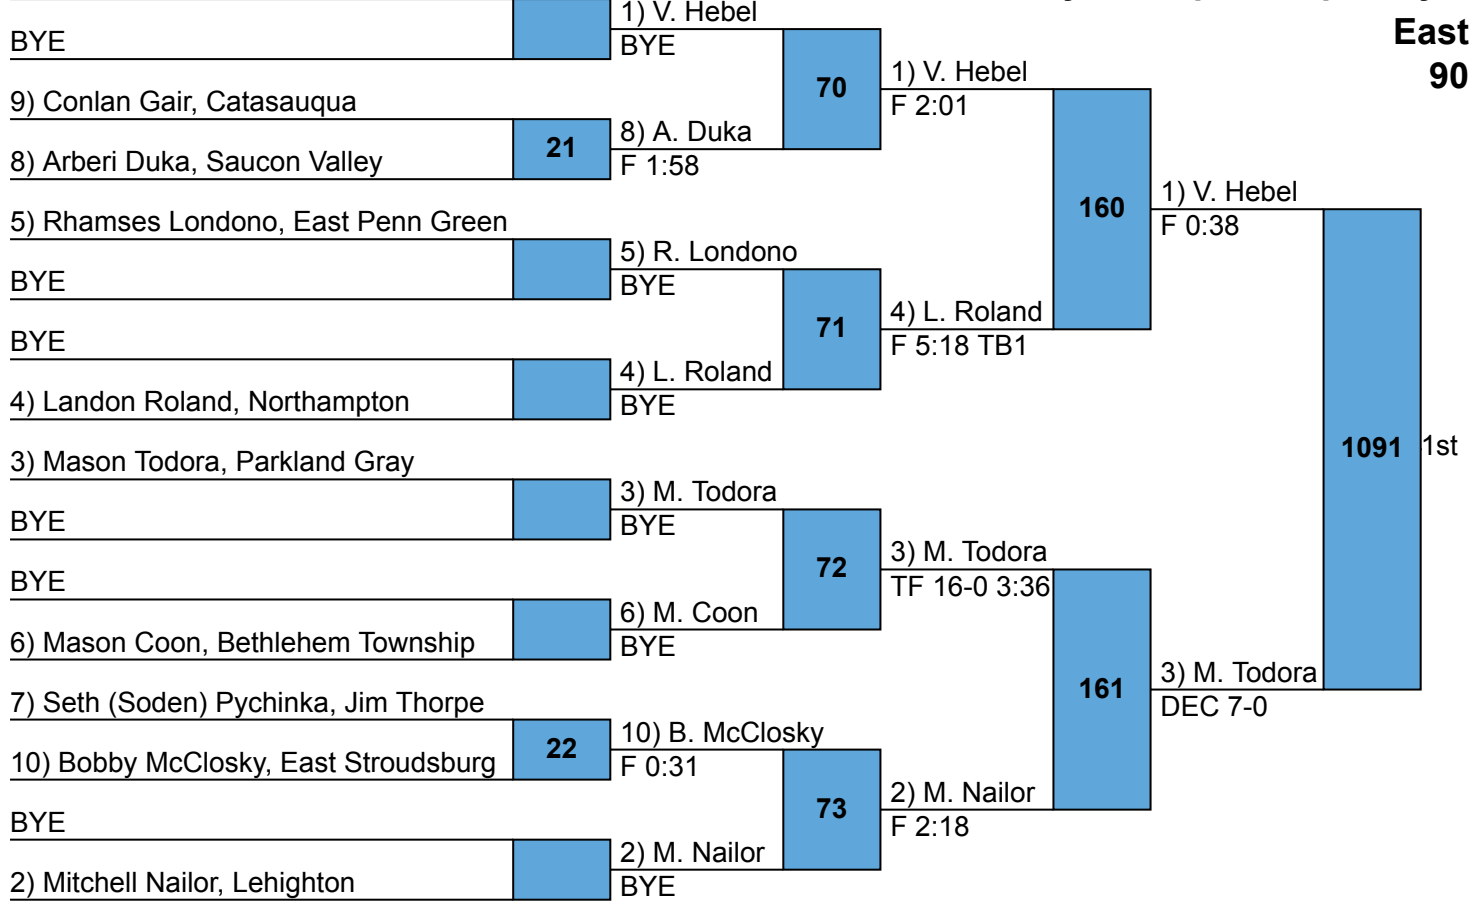 East
90
BYE
9) Conlan Gair, Catasauqua
8) Arberi Duka, Saucon Valley
5) Rhamses Londono, East Penn Green
BYE
BYE
4) Landon Roland, Northampton
3) Mason Todora, Parkland Gray
BYE
BYE
6) Mason Coon, Bethlehem Township
7) Seth (Soden) Pychinka, Jim Thorpe
10) Bobby McClosky, East Stroudsburg
BYE
2) Mitchell Nailor, Lehighton
21
22
1) V. Hebel
BYE
8) A. Duka
F 1:58
5) R. Londono
BYE
4) L. Roland
BYE
3) M. Todora
BYE
6) M. Coon
BYE
10) B. McClosky
F 0:31
2) M. Nailor
BYE
70
71
72
73
1) V. Hebel
F 2:01
4) L. Roland
F 5:18 TB1
3) M. Todora
TF 16-0 3:36
2) M. Nailor
F 2:18
160
161
1) V. Hebel
F 0:38
3) M. Todora
DEC 7-0
1091
1st